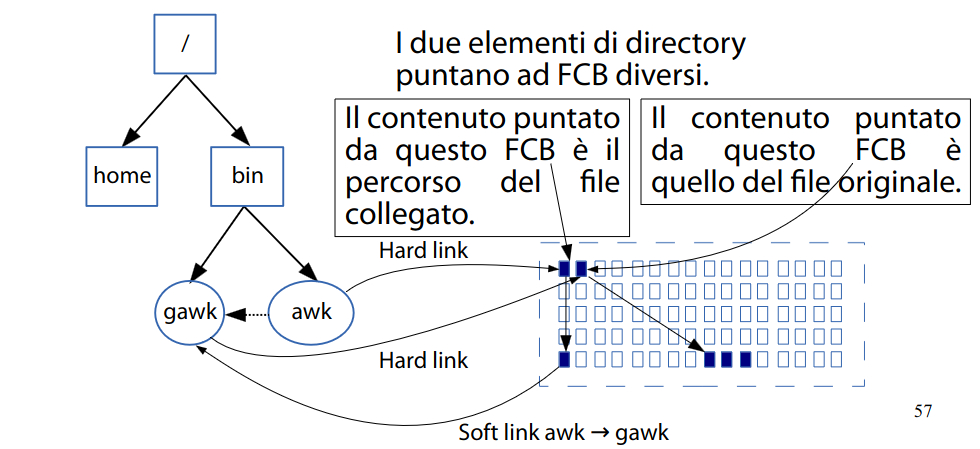 /
I due elementi di directory
puntano ad FCB diversi.
Il contenuto puntato
da questo FCB è il
percorso del file
collegato.
Il contenuto puntato
da questo FCB è
quello del file originale.
home
bin
Hard link
gawk
awk
Hard link
57
Soft link awk → gawk